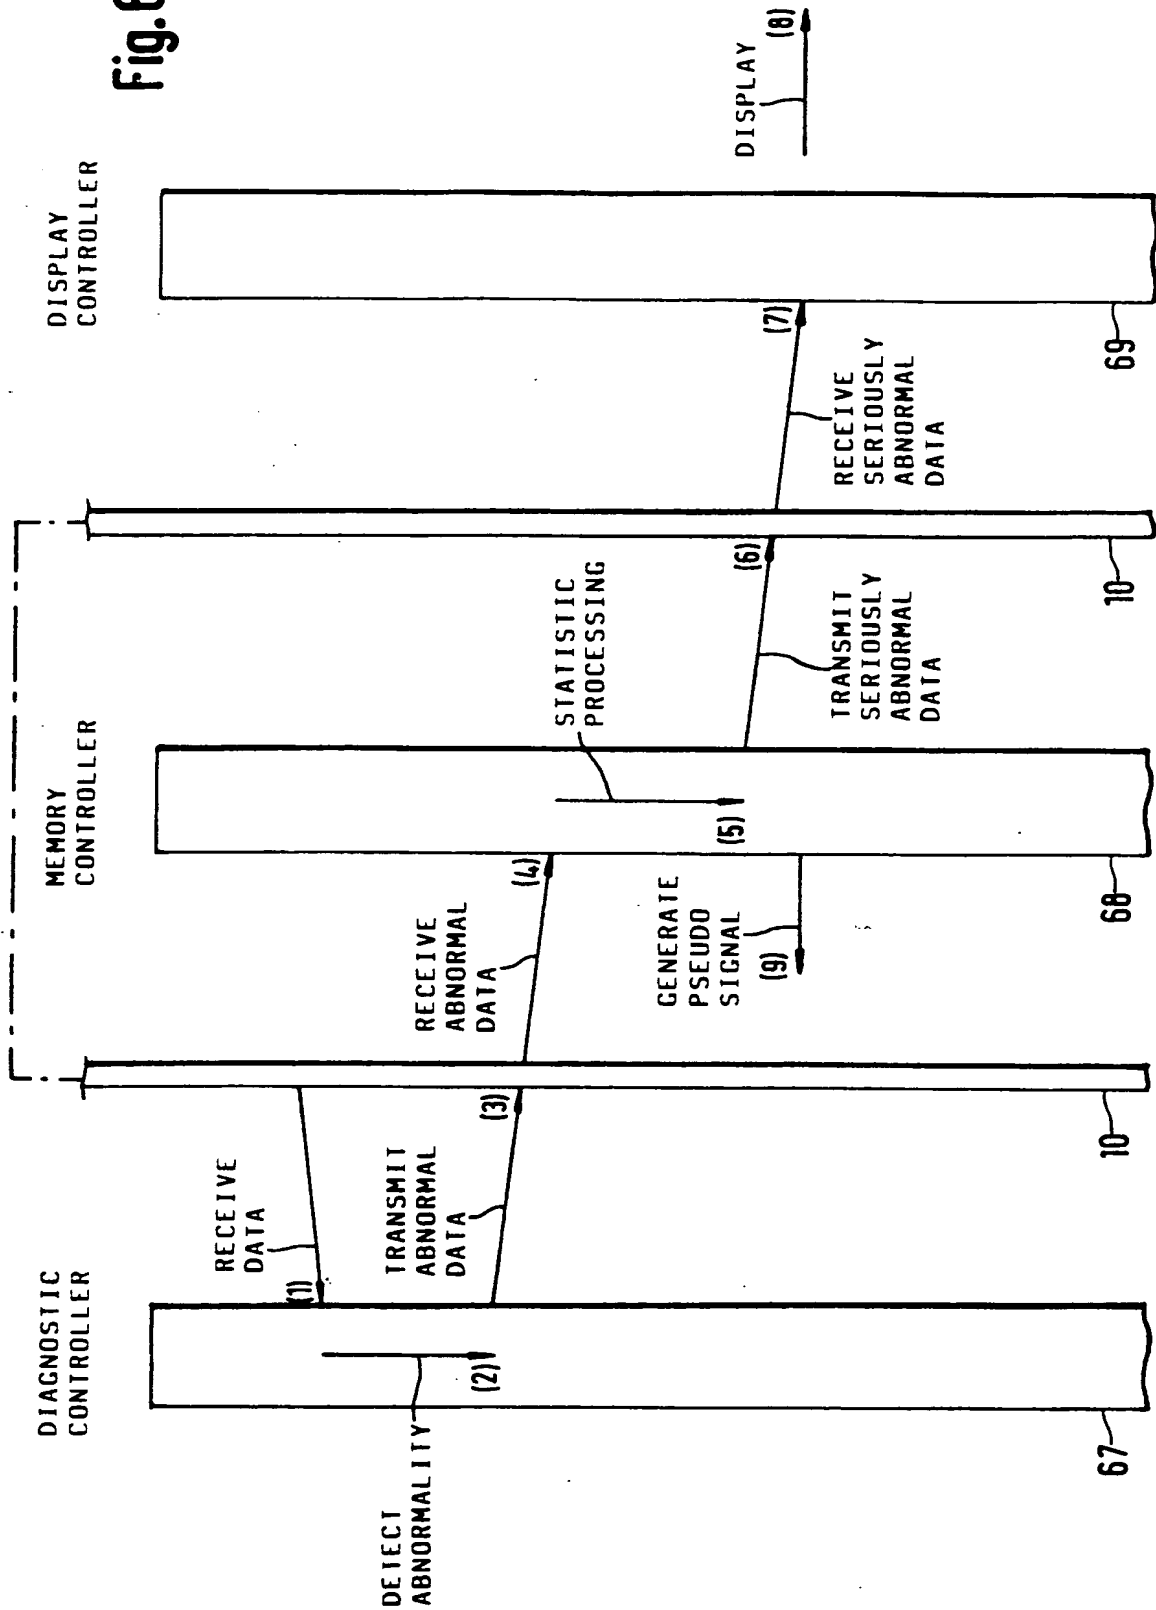 Fig.6
DIAGNOSTIC
CONTROLLER
MEMORY
CONTROLLER
DISPLAY
CONTROLLER
RECEIVE
DATA
(1)
DETECT
ABNORMALITY
(2)
TRANSMIT
ABNORMAL
DATA
(3)
RECEIVE
ABNORMAL
DATA
(4)
STATISTIC
PROCESSING
(5)
GENERATE
PSEUDO
SIGNAL
(9)
TRANSMIT
SERIOUSLY
ABNORMAL
DATA
(6)
RECEIVE
SERIOUSLY
ABNORMAL
DATA
(7)
DISPLAY
(8)
67
10
68
10
69